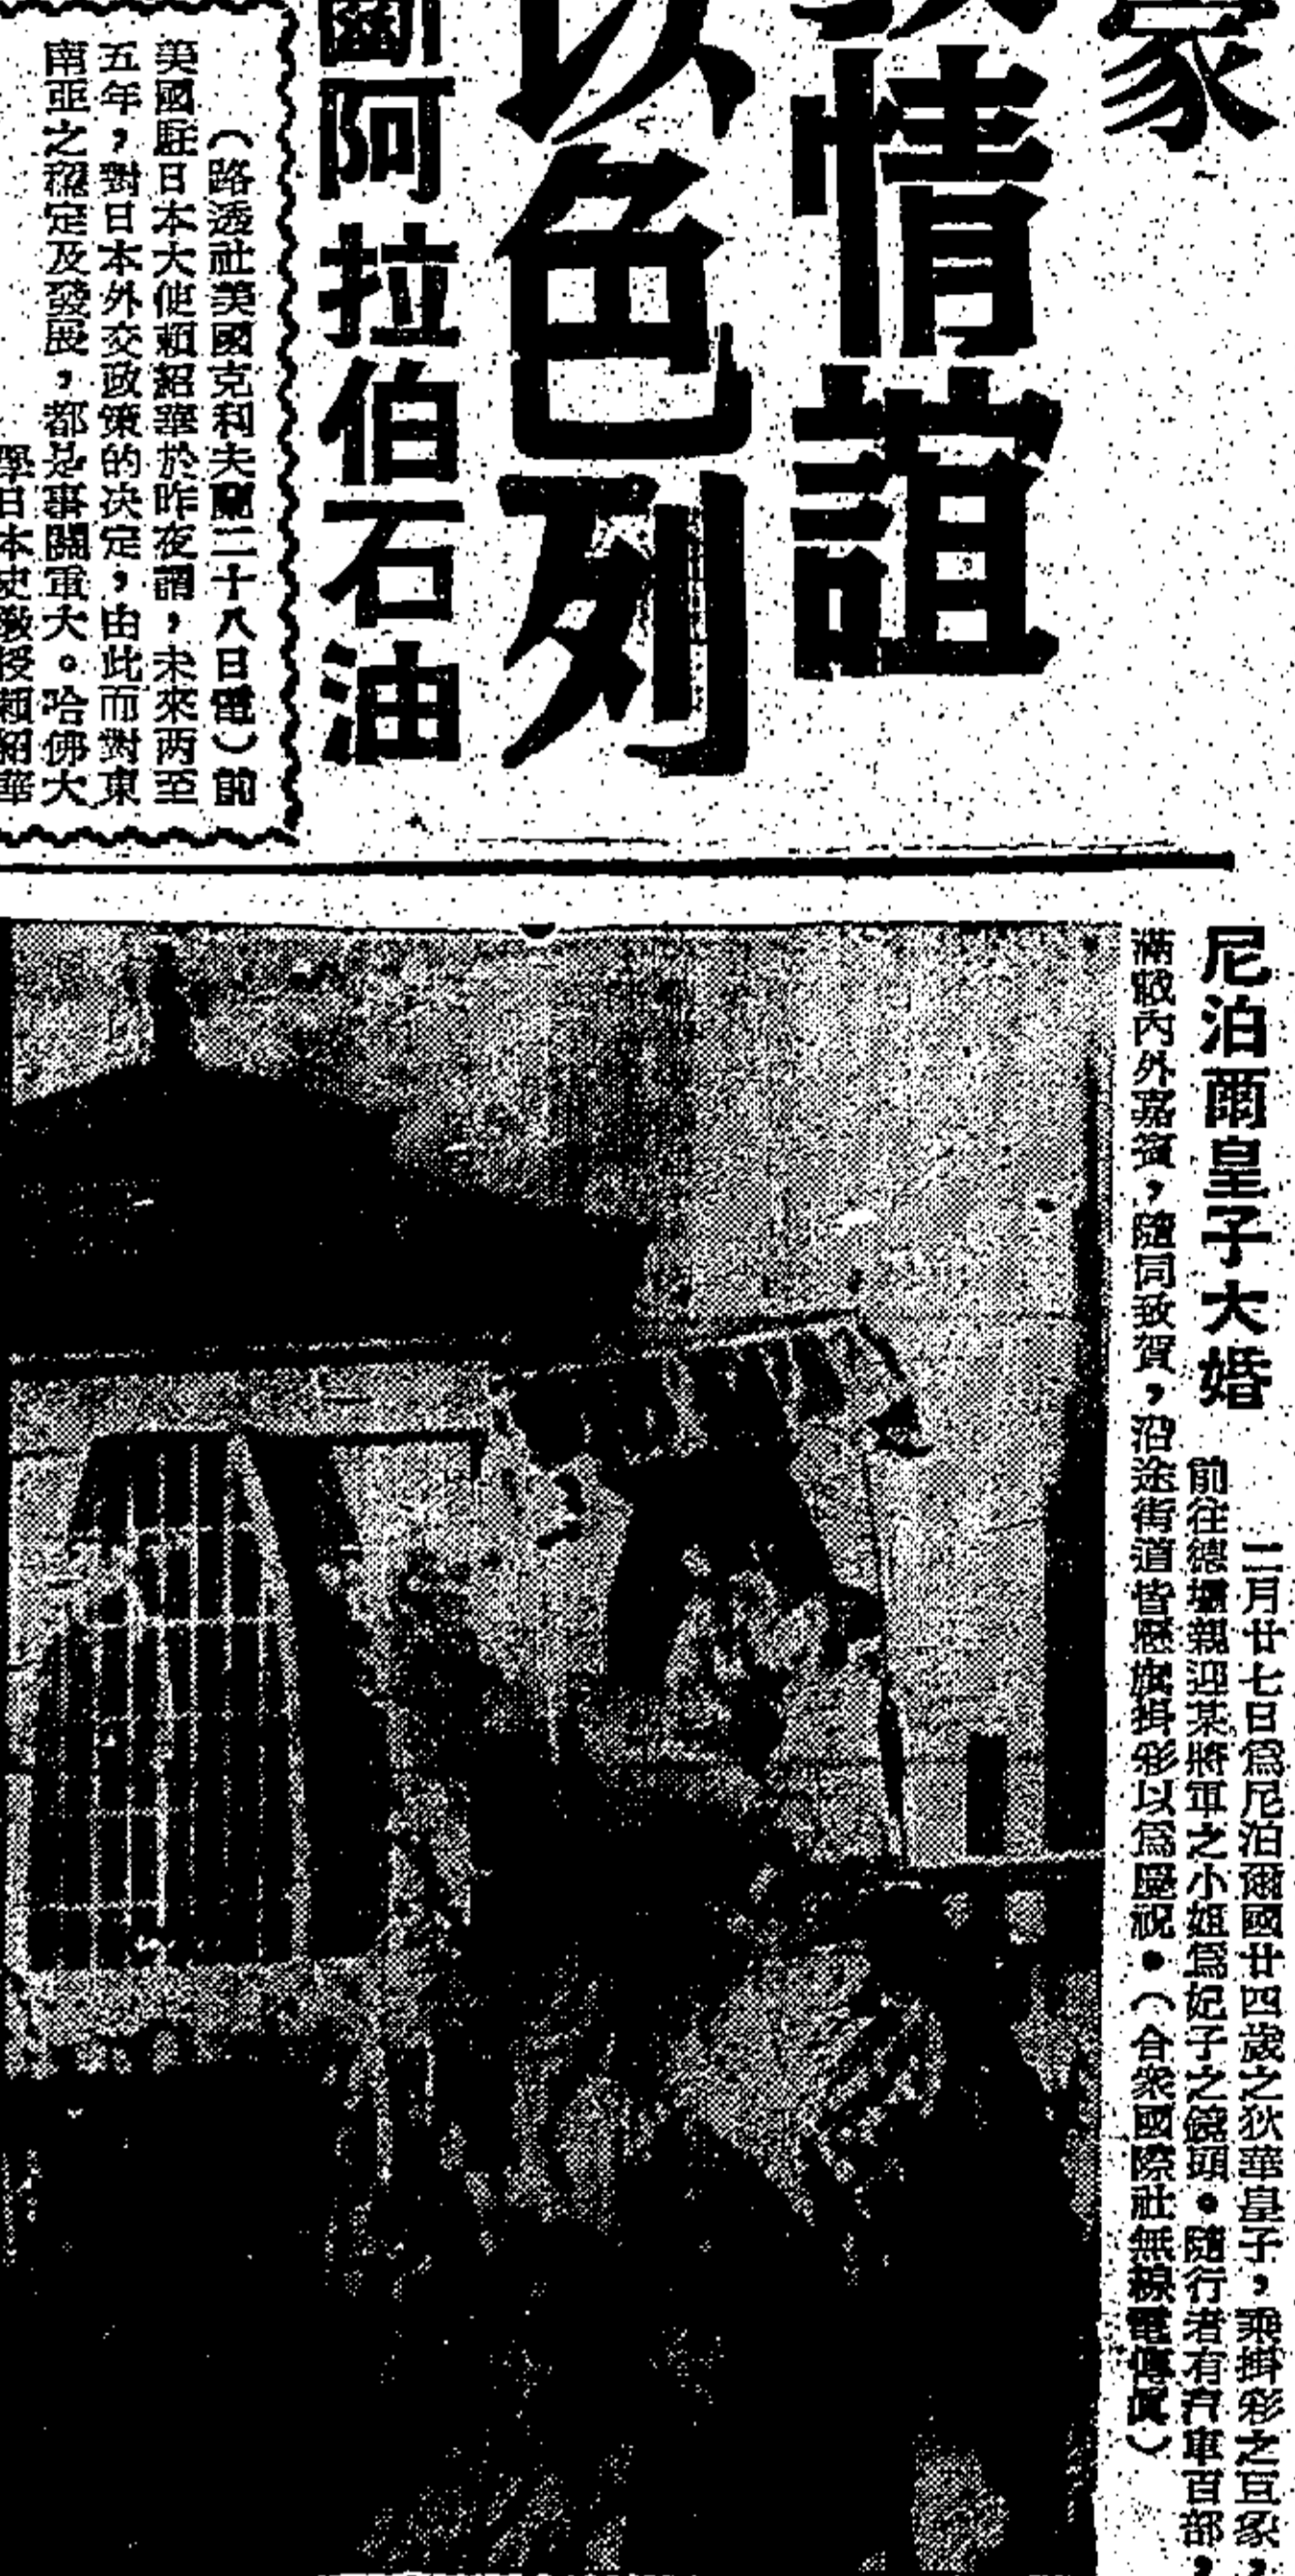 家
情誼
以色列
斷阿拉伯石油
（路透社美國克利夫蘭二十八日電）前
美國駐日本大使賴紹華於昨夜謂，未來兩至
五年，對日本外交政策的决定，由此而對東
南亞之穩定及發展，都是事關重大。哈佛大
學日本史教授賴紹華
尼泊爾皇子大婚
二月廿七日爲尼泊爾國廿四歲之狄華皇子，乘掛彩之巨象，
前往德壩親迎某將軍之小姐爲妃子之鏡頭。隨行者有汽車百部，
滿載內外嘉賓，隨同致賀，沿途街道皆懸旗掛彩以爲慶祝。（合衆國際社無線電傳眞）